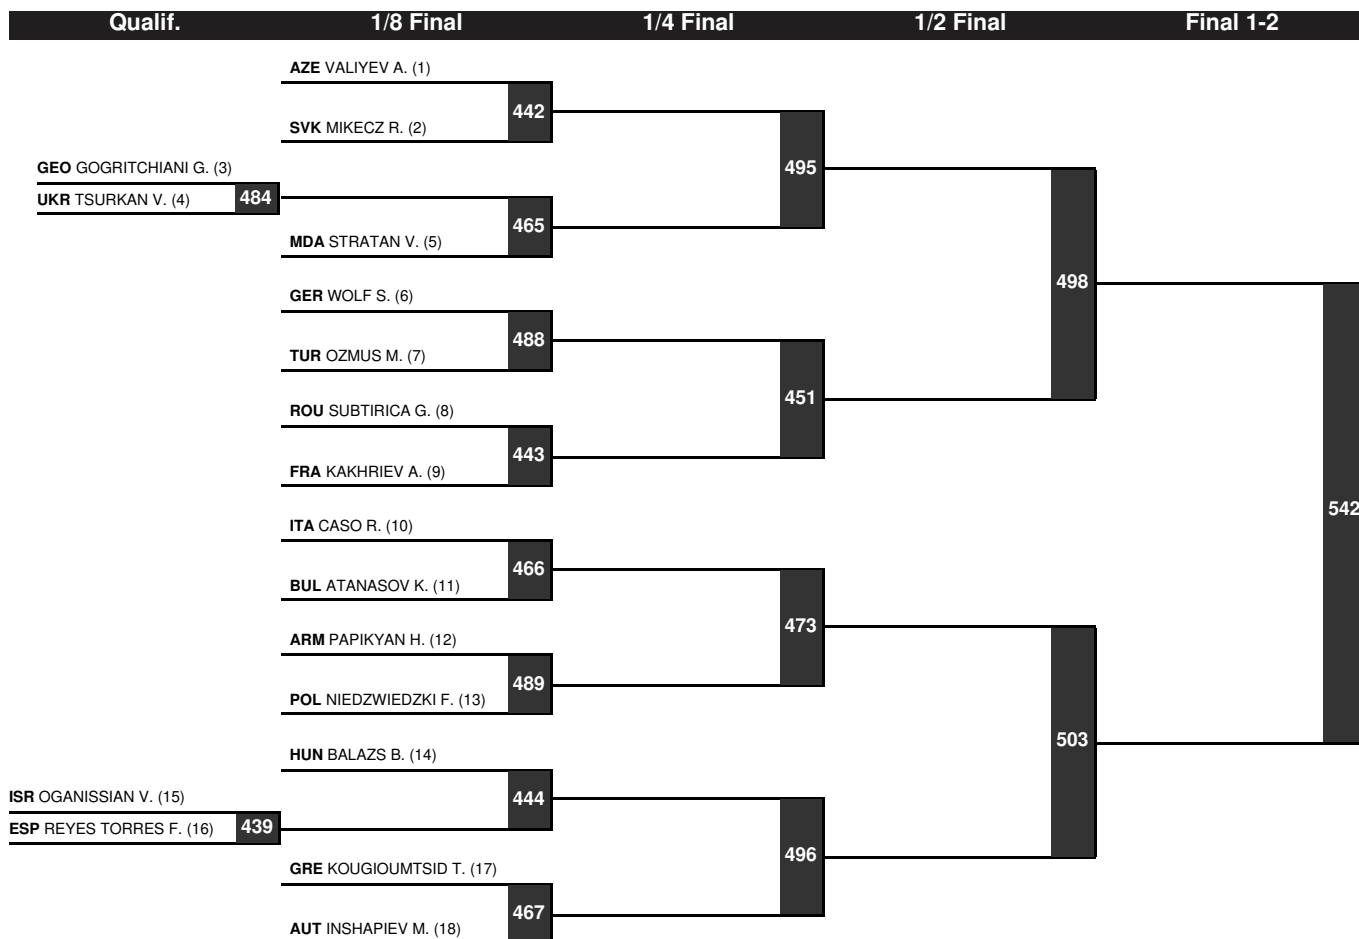 Qualif. 1/8 Final 1/4 Final 1/2 Final Final 1-2
AZE VALIYEV A. (1)
442
SVK MIKECZ R. (2)
GEO GOGRITCHIANI G. (3)
495
UKR TSURKAN V. (4) 484
465
MDA STRATAN V. (5)
498
GER WOLF S. (6)
488
TUR OZMUS M. (7)
451
ROU SUBTIRICA G. (8)
443
FRA KAKHRIEV A. (9)
542
ITA CASO R. (10)
466
BUL ATANASOV K. (11)
473
ARM PAPIKYAN H. (12)
489
POL NIEDZWIEDZKI F. (13)
503
HUN BALAZS B. (14)
ISR OGANISSIAN V. (15)
444
ESP REYES TORRES F. (16) 439
496
GRE KOUGIOUMTSID T. (17)
467
AUT INSHAPIEV M. (18)